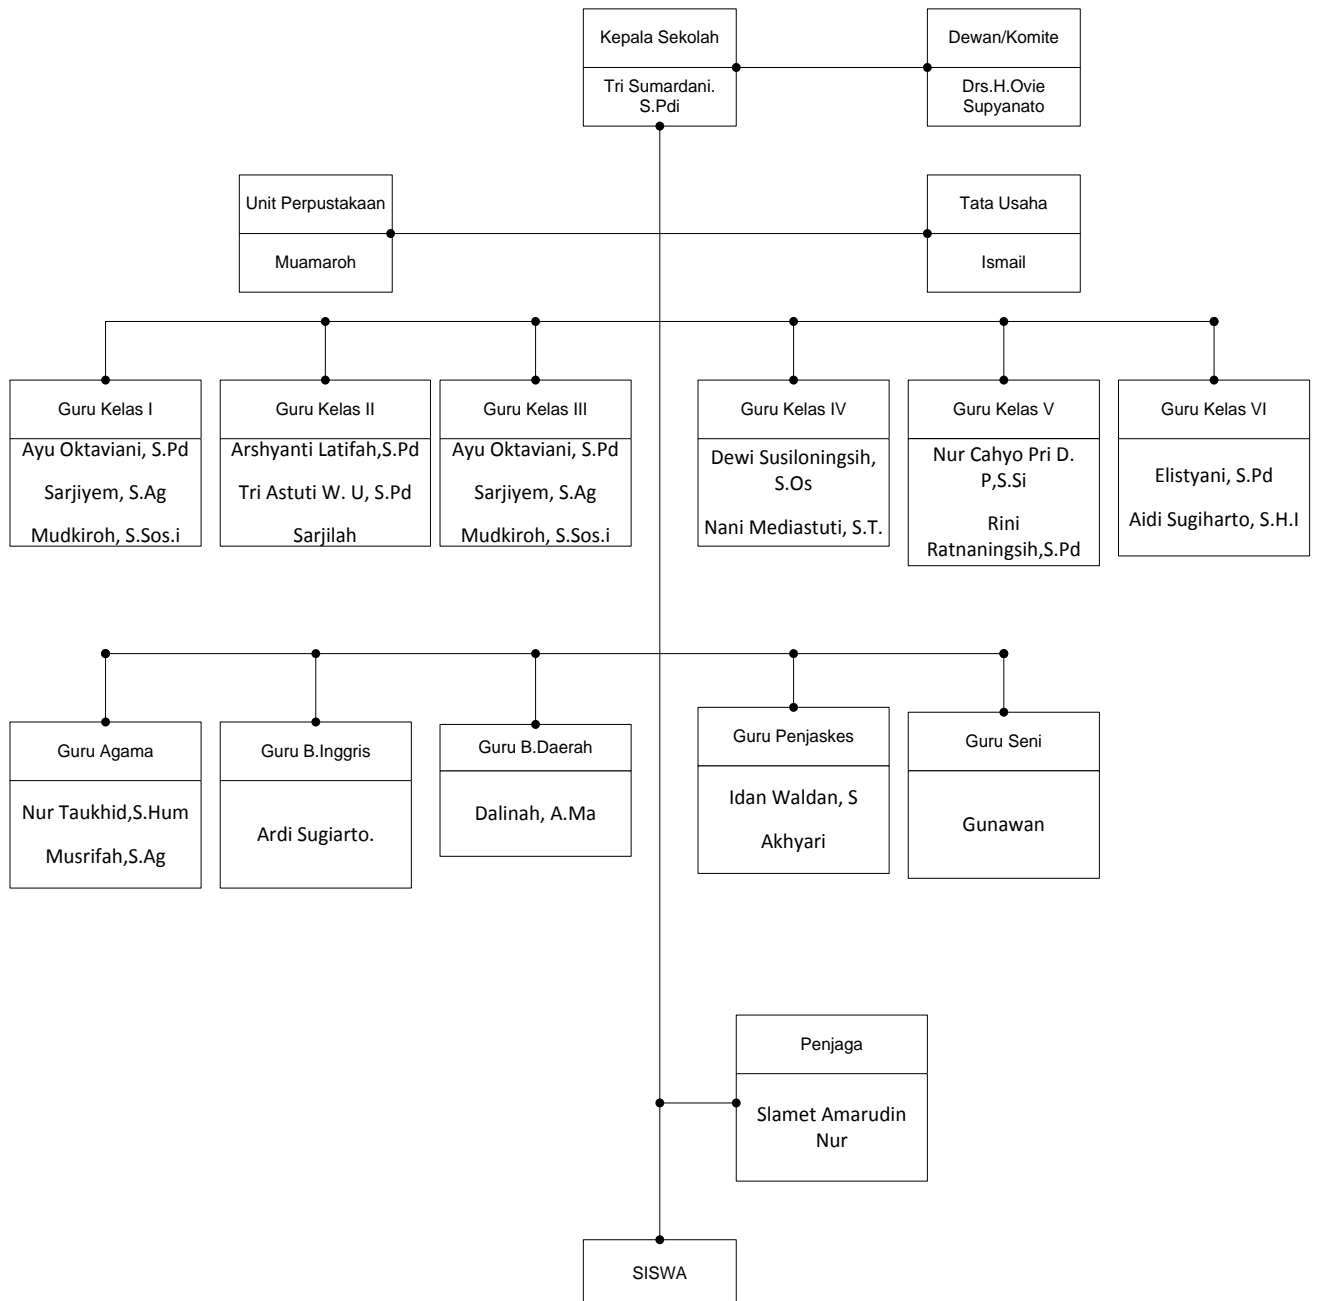 Kepala Sekolah
Tri Sumardani.
S.Pdi
Dewan/Komite
Drs.H.Ovie
Supyanato
Unit Perpustakaan
Muamaroh
Tata Usaha
Ismail
Guru Kelas I
Ayu Oktaviani, S.Pd
Sarjiyem, S.Ag
Mudkiroh, S.Sos.i
Guru Kelas II
Arshyanti Latifah,S.Pd
Tri Astuti W. U, S.Pd
Sarjilah
Guru Kelas III
Ayu Oktaviani, S.Pd
Sarjiyem, S.Ag
Mudkiroh, S.Sos.i
Guru Kelas IV
Dewi Susiloningsih,
S.Os
Nani Mediastuti, S.T.
Guru Kelas V
Nur Cahyo Pri D.
P,S.Si
Rini
Ratnaningsih,S.Pd
Guru Kelas VI
Elistyani, S.Pd
Aidi Sugiharto, S.H.I
Guru Agama
Nur Taukhid,S.Hum
Musrifah,S.Ag
Guru B.Inggris
Ardi Sugiarto.
Guru B.Daerah
Dalinah, A.Ma
Guru Penjaskes
Idan Waldan, S
Akhyari
Guru Seni
Gunawan
Penjaga
Slamet Amarudin
Nur
SISWA